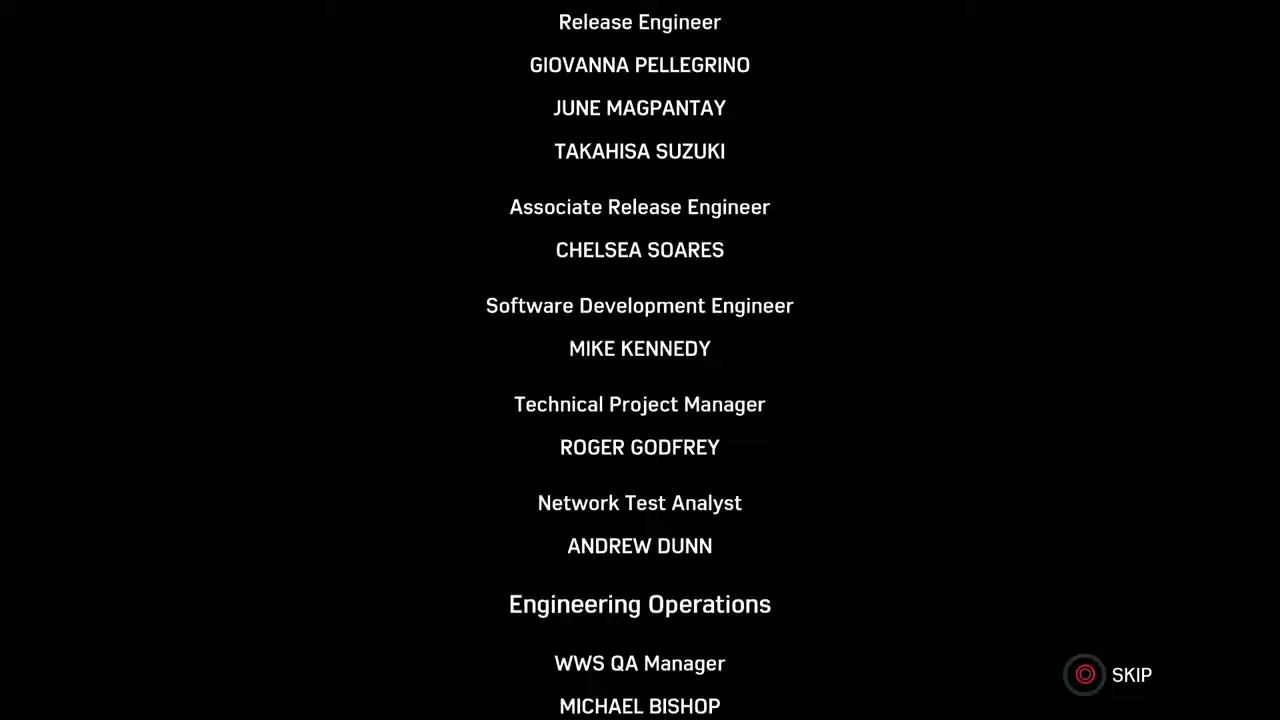 Release Engineer
GIOVANNA PELLEGRINO
JUNE MAGPANTAY
TAKAHISA SUZUKI
Associate Release Engineer
CHELSEA SOARES
Software Development Engineer
MIKE KENNEDY
Technical Project Manager
ROGER GODFREY
Network Test Analyst
ANDREW DUNN
Engineering Operations
WWS QA Manager
MICHAEL BISHOP
SKIP